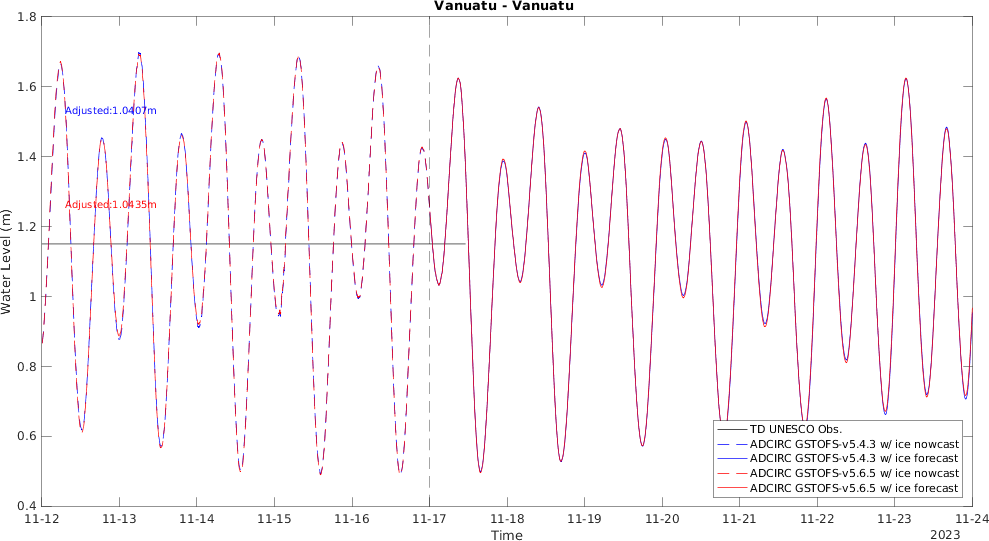 Vanuatu - Vanuatu
1.8
1.6
1.4
1.2
1
0.8
0.6
0.4
Water Level (m)
Adjusted:1.0407m
Adjusted:1.0435m
TD UNESCO Obs.
ADCIRC GSTOFS-v5.4.3 w/ ice nowcast
ADCIRC GSTOFS-v5.4.3 w/ ice forecast
ADCIRC GSTOFS-v5.6.5 w/ ice nowcast
ADCIRC GSTOFS-v5.6.5 w/ ice forecast
11-12 11-13 11-14 11-15 11-16 11-17 11-18 11-19 11-20 11-21 11-22 11-23 11-24
Time
2023